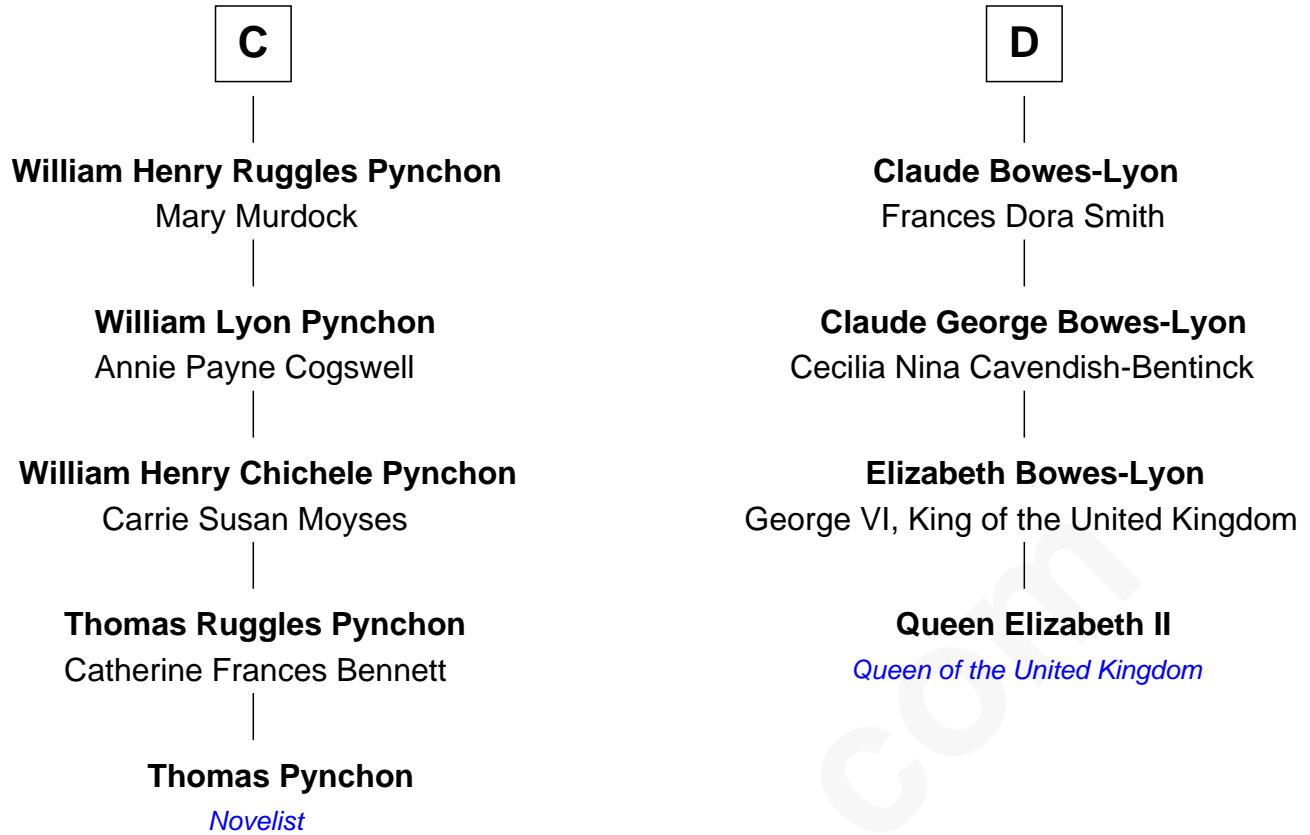 C
William Henry Ruggles Pynchon
Mary Murdock
William Lyon Pynchon
Annie Payne Cogswell
William Henry Chichele Pynchon
Carrie Susan Moyses
Thomas Ruggles Pynchon
Catherine Frances Bennett
Thomas Pynchon
Novelist
D
Claude Bowes-Lyon
Frances Dora Smith
Claude George Bowes-Lyon
Cecilia Nina Cavendish-Bentinck
Elizabeth Bowes-Lyon
George VI, King of the United Kingdom
Queen Elizabeth II
Queen of the United Kingdom
com